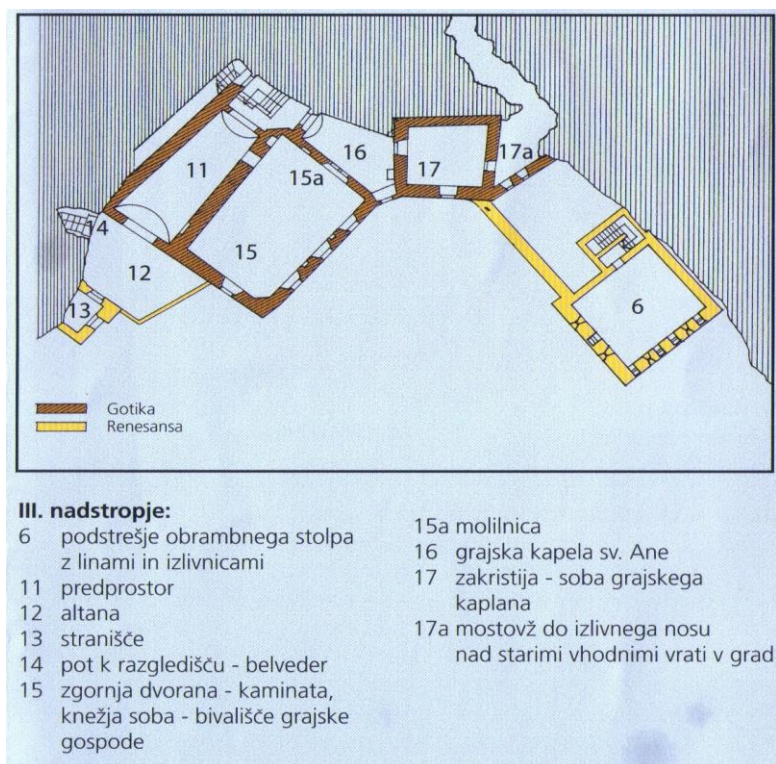 11
16
15a
17
17a
14
12
15
13
6
Gotika
Renesansa
III. nadstropje:
6 podstrešje obrambnega stolpa
z linami in izlivnicami
11 predprostor
12 altana
13 stranišče
14 pot k razgledišču - belveder
15 zgornja dvorana - kaminata,
knežja soba - bivališče grajske
gospode
15a molilnica
16 grajska kapela sv. Ane
17 zakristija - soba grajskega
kaplana
17a mostovž do izlivnega nosu
nad starimi vhodnimi vrati v grad